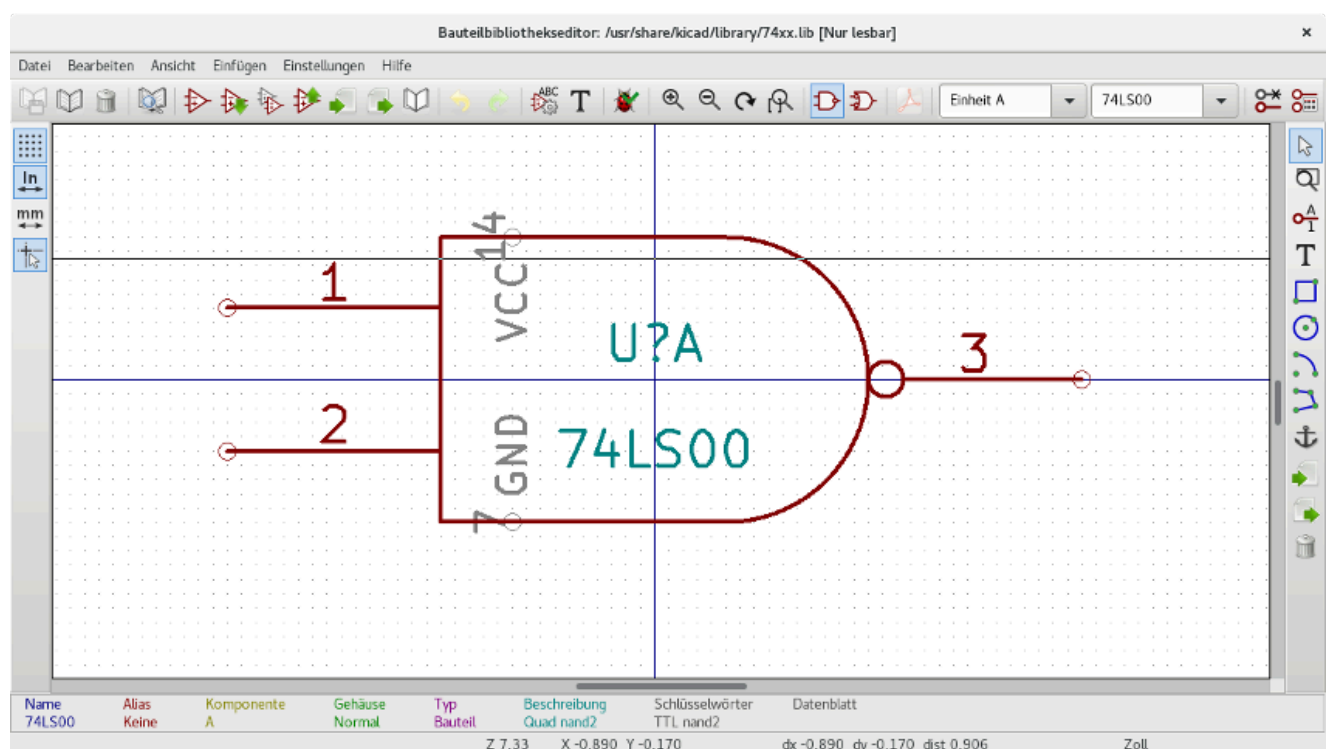 Bauteilbibliothekseditor: /usr/share/kicad/library/74xx.lib [Nur lesbar]
Datei Bearbeiten Ansicht Einfügen Einstellungen Hilfe
ABC T Einheit A 74LS00
In
mm
A
1
T
14
VCC
1
U?A
3
2
GND
74LS00
7
Name Alias Komponente Gehäuse Typ Beschreibung Schlüsselwörter Datenblatt
74LS00 Keine A Normal Bauteil Quad nand2 TTL nand2
Z 7.33 X -0.890 Y -0.170 dx -0.890 dy -0.170 dist 0.906 Zoll